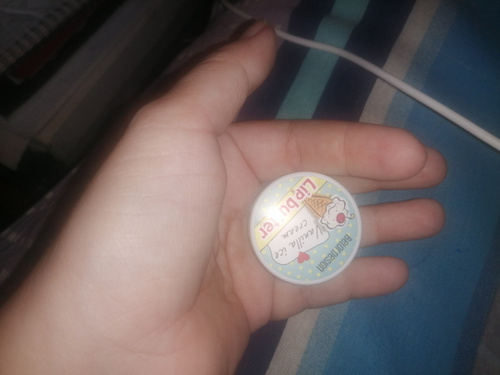 Lip butter
Vanilla ice
cream